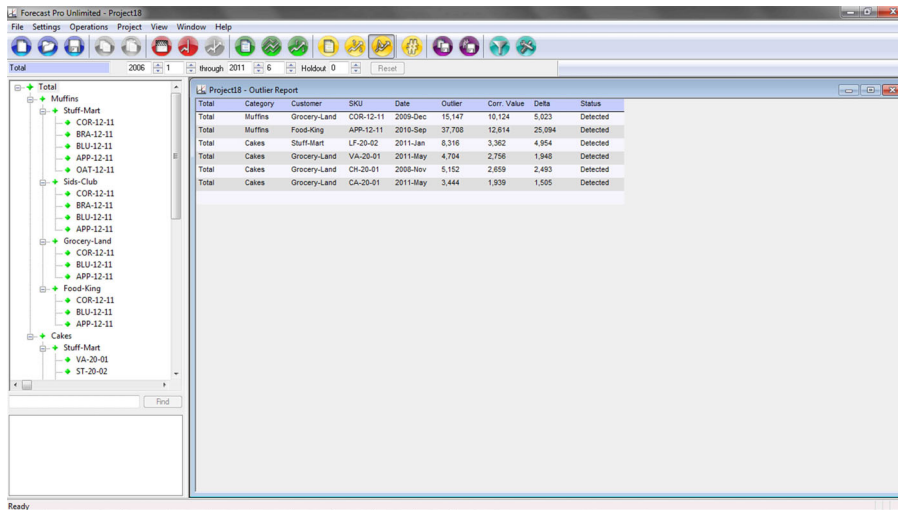 Forecast Pro Unlimited - Project18
File Settings Operations Project View Window Help
Total 2006 1 through 2011 6 Holdout 0 Reset
Total
Muffins
Stuff-Mart
COR-12-11
BRA-12-11
BLU-12-11
APP-12-11
OAT-12-11
Sids-Club
COR-12-11
BRA-12-11
BLU-12-11
APP-12-11
Grocery-Land
COR-12-11
BLU-12-11
APP-12-11
Food-King
COR-12-11
BLU-12-11
APP-12-11
Cakes
Stuff-Mart
VA-20-01
ST-20-02
Find
Project18 - Outlier Report
Total Category Customer SKU Date Outlier Corr. Value Delta Status
Total Muffins Grocery-Land COR-12-11 2009-Dec 15,147 10,124 5,023 Detected
Total Muffins Food-King APP-12-11 2010-Sep 37,708 12,614 25,094 Detected
Total Cakes Stuff-Mart LF-20-02 2011-Jan 8,316 3,362 4,954 Detected
Total Cakes Grocery-Land VA-20-01 2011-May 4,704 2,756 1,948 Detected
Total Cakes Grocery-Land CH-20-01 2008-Nov 5,152 2,659 2,493 Detected
Total Cakes Grocery-Land CA-20-01 2011-May 3,444 1,939 1,505 Detected
Ready